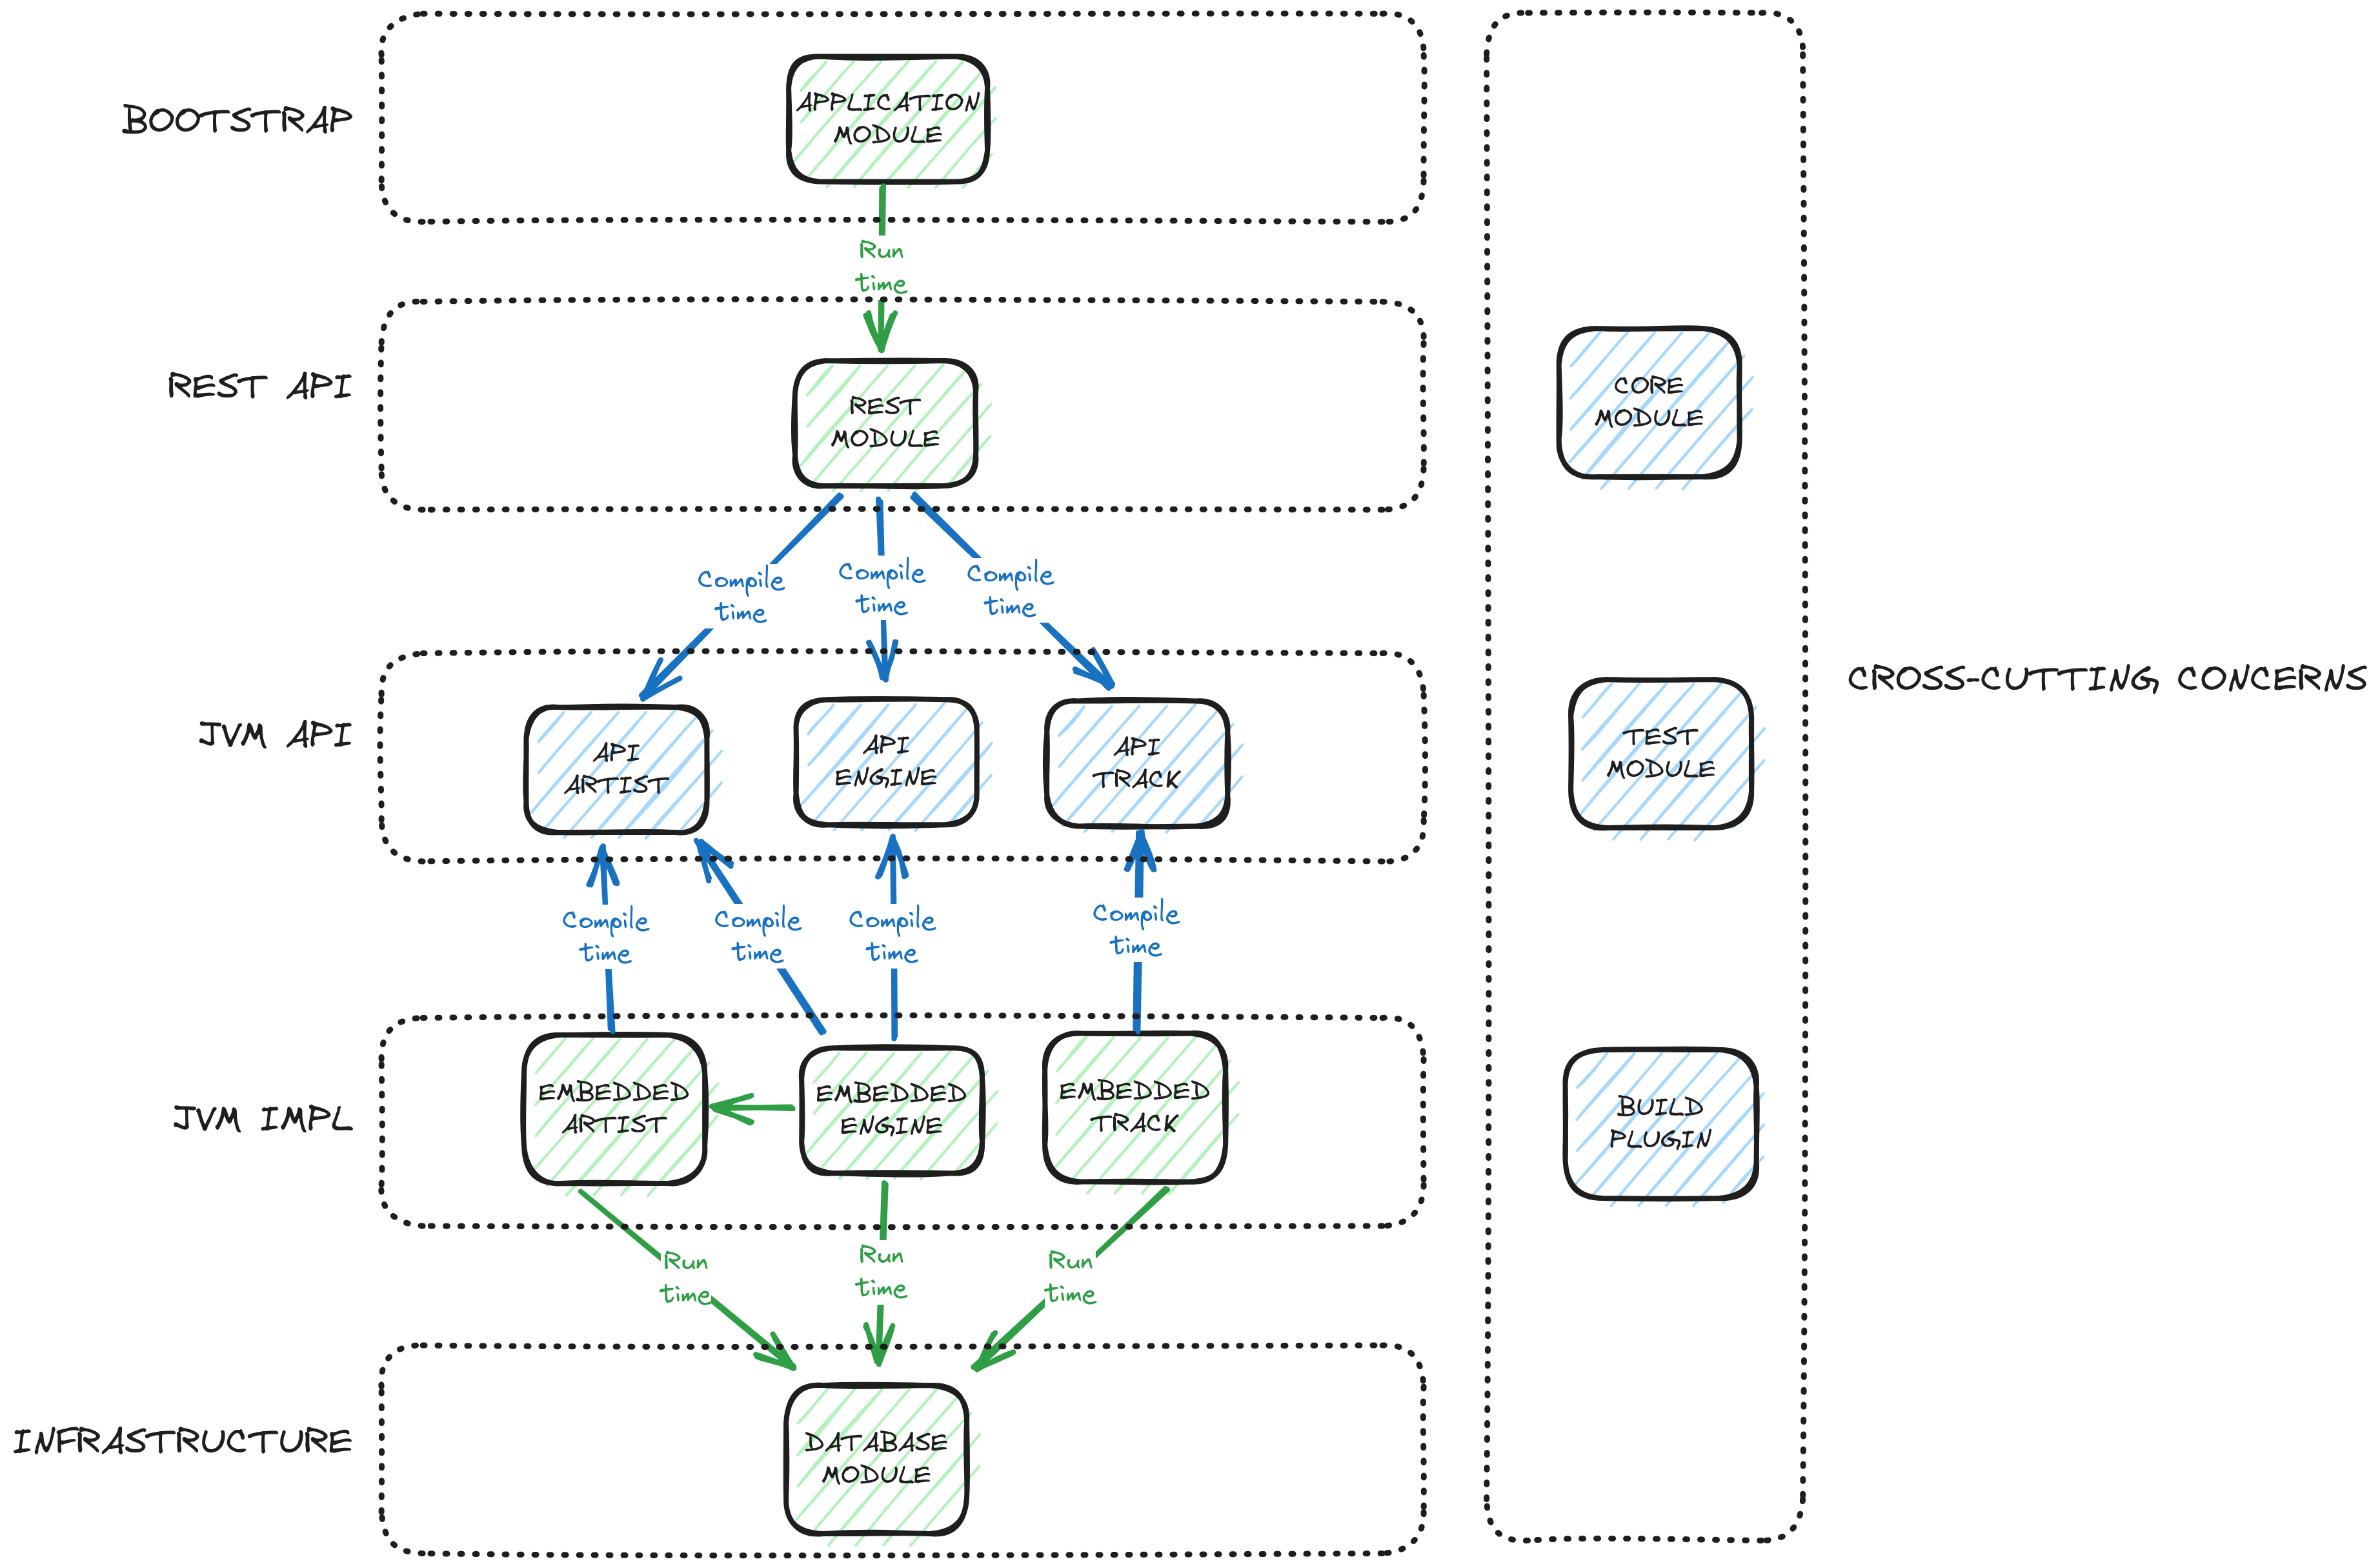 BOOTSTRAP
APPLICATION
MODULE
Run
time
REST API
REST
MODULE
Compile
time
Compile
time
Compile
time
JVM API
API
ARTIST
API
ENGINE
API
TRACK
Compile
time
Compile
time
Compile
time
Compile
time
JVM IMPL
EMBEDDED
ARTIST
EMBEDDED
ENGINE
EMBEDDED
TRACK
Run
time
Run
time
Run
time
INFRASTRUCTURE
DATABASE
MODULE
CORE
MODULE
TEST
MODULE
BUILD
PLUGIN
CROSS-CUTTING CONCERNS